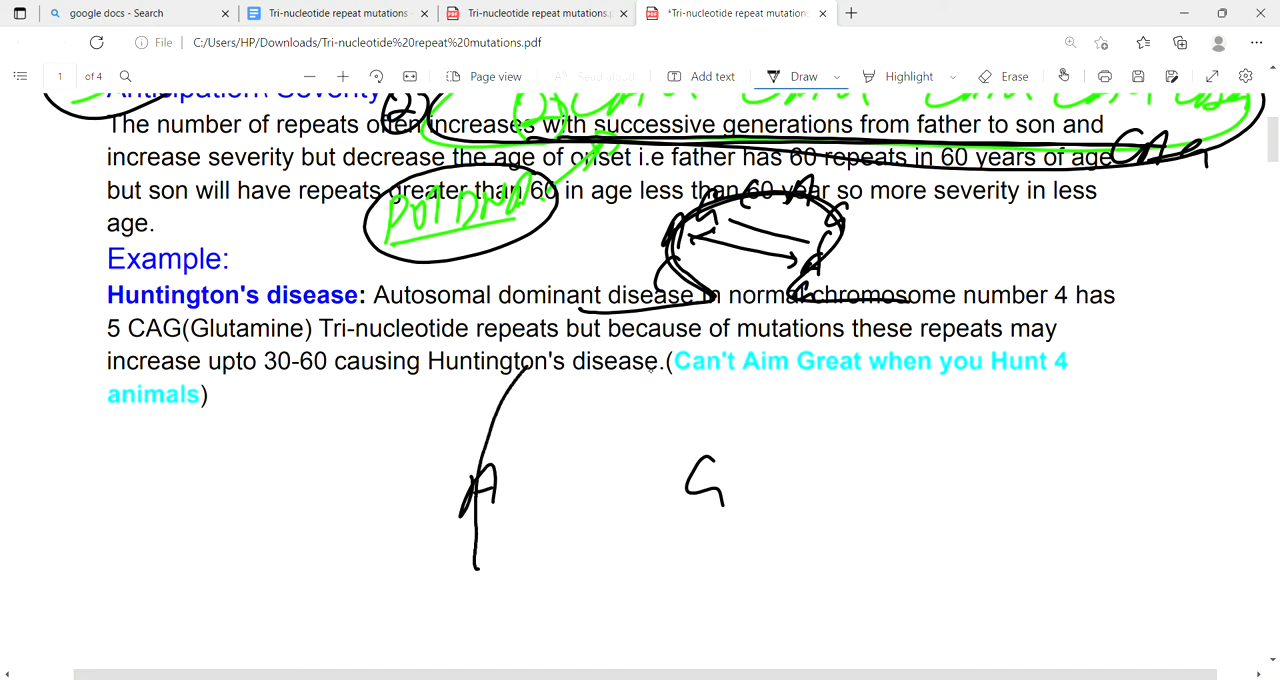 google docs - Search
Tri-nucleotide repeat mutations
Tri-nucleotide repeat mutations.
*Tri-nucleotide repeat mutations
File C:/Users/HP/Downloads/Tri-nucleotide%20repeat%20mutations.pdf
1 of 4 Page view Read aloud Add text Draw Highlight Erase
Severity
(2)
(2)
The number of repeats often increases with successive generations from father to son and
increase severity but decrease the age of onset i.e father has 60 repeats in 60 years of age
CAG
but son will have repeats greater than 60 in age less than 60 year so more severity in less
age.
Example:
Huntington's disease: Autosomal dominant disease in normal chromosome number 4 has
5 CAG(Glutamine) Tri-nucleotide repeats but because of mutations these repeats may
increase upto 30-60 causing Huntington's disease.(Can't Aim Great when you Hunt 4
animals)
A G